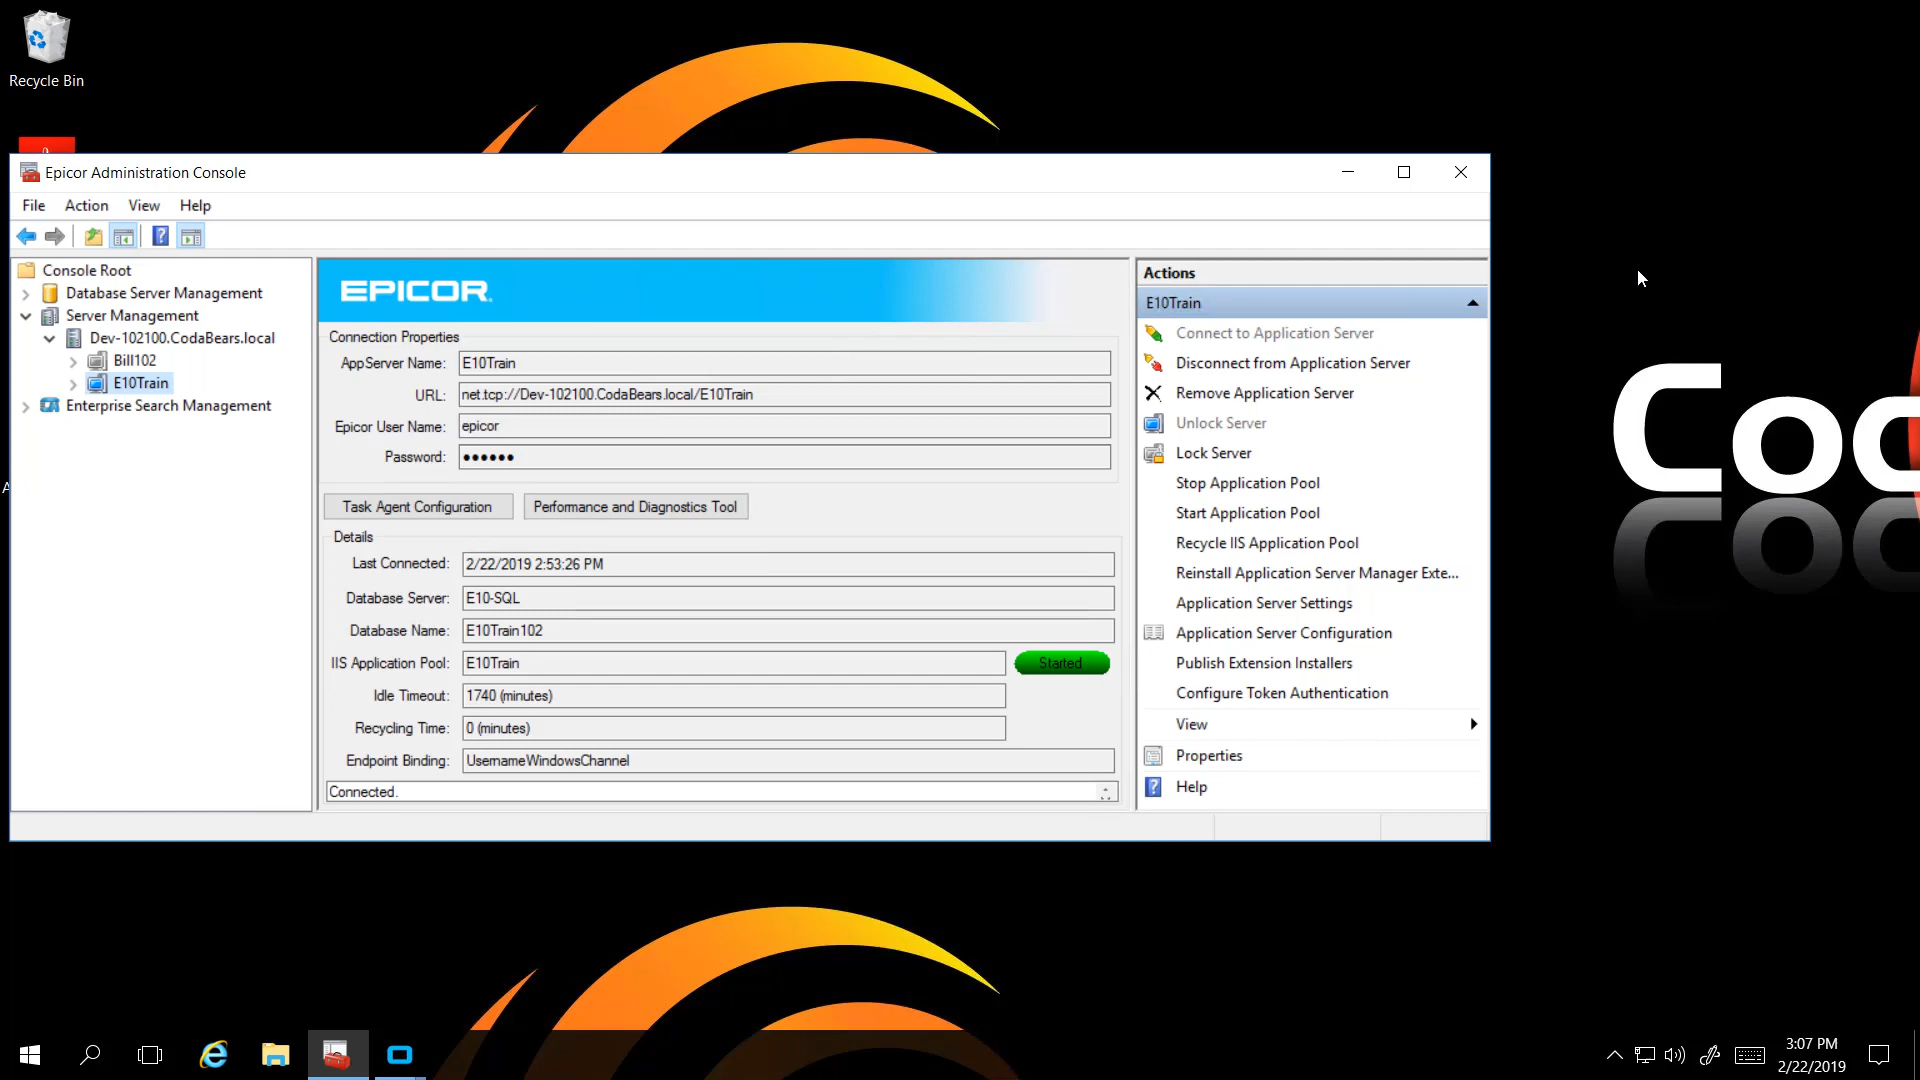 Recycle Bin
Epicor Administration Console
File Action View Help
Console Root
Database Server Management
Server Management
Dev-102100.CodaBears.local
Bill102
E10Train
Enterprise Search Management
EPICOR.
Connection Properties
AppServer Name: E10Train
URL: net.tcp://Dev-102100.CodaBears.local/E10Train
Epicor User Name: epicor
Password: ●●●●●●
Task Agent Configuration Performance and Diagnostics Tool
Details
Last Connected: 2/22/2019 2:53:26 PM
Database Server: E10-SQL
Database Name: E10Train102
IIS Application Pool: E10Train Started
Idle Timeout: 1740 (minutes)
Recycling Time: 0 (minutes)
Endpoint Binding: UsernameWindowsChannel
Connected.
Actions
E10Train
Connect to Application Server
Disconnect from Application Server
Remove Application Server
Unlock Server
Lock Server
Stop Application Pool
Start Application Pool
Recycle IIS Application Pool
Reinstall Application Server Manager Exte...
Application Server Settings
Application Server Configuration
Publish Extension Installers
Configure Token Authentication
View
Properties
Help
A
Coc
3:07 PM
2/22/2019